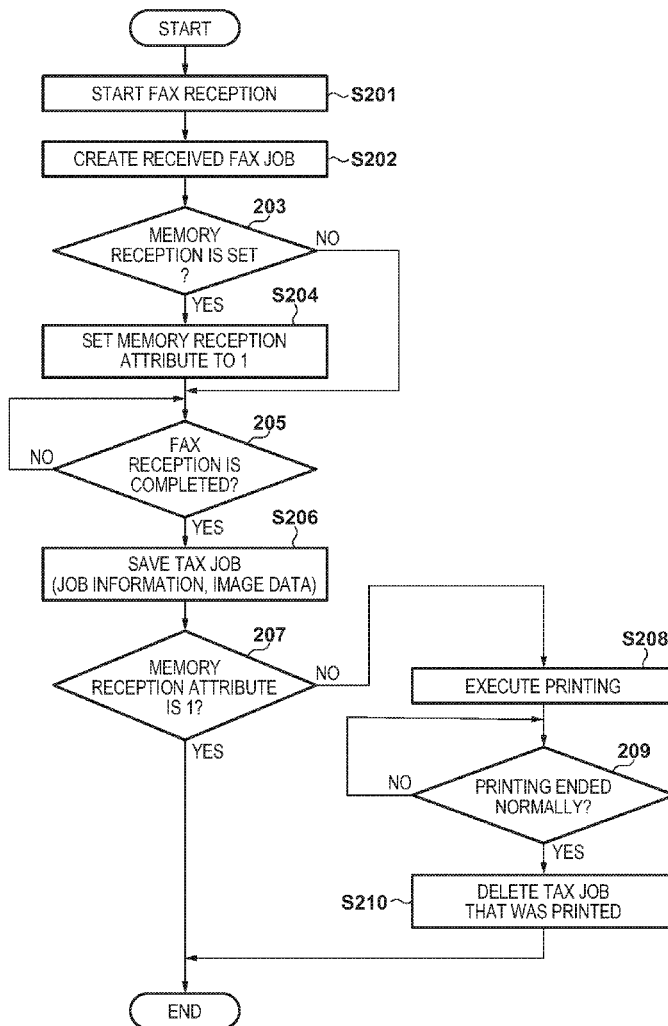 START
START FAX RECEPTION
S201
CREATE RECEIVED FAX JOB
S202
203
MEMORY
RECEPTION IS SET
?
NO
YES
S204
SET MEMORY RECEPTION
ATTRIBUTE TO 1
205
FAX
RECEPTION IS
COMPLETED?
NO
YES
S206
SAVE TAX JOB
(JOB INFORMATION, IMAGE DATA)
207
MEMORY
RECEPTION ATTRIBUTE
IS 1?
NO
YES
S208
EXECUTE PRINTING
209
PRINTING ENDED
NORMALLY?
NO
YES
S210
DELETE TAX JOB
THAT WAS PRINTED
END